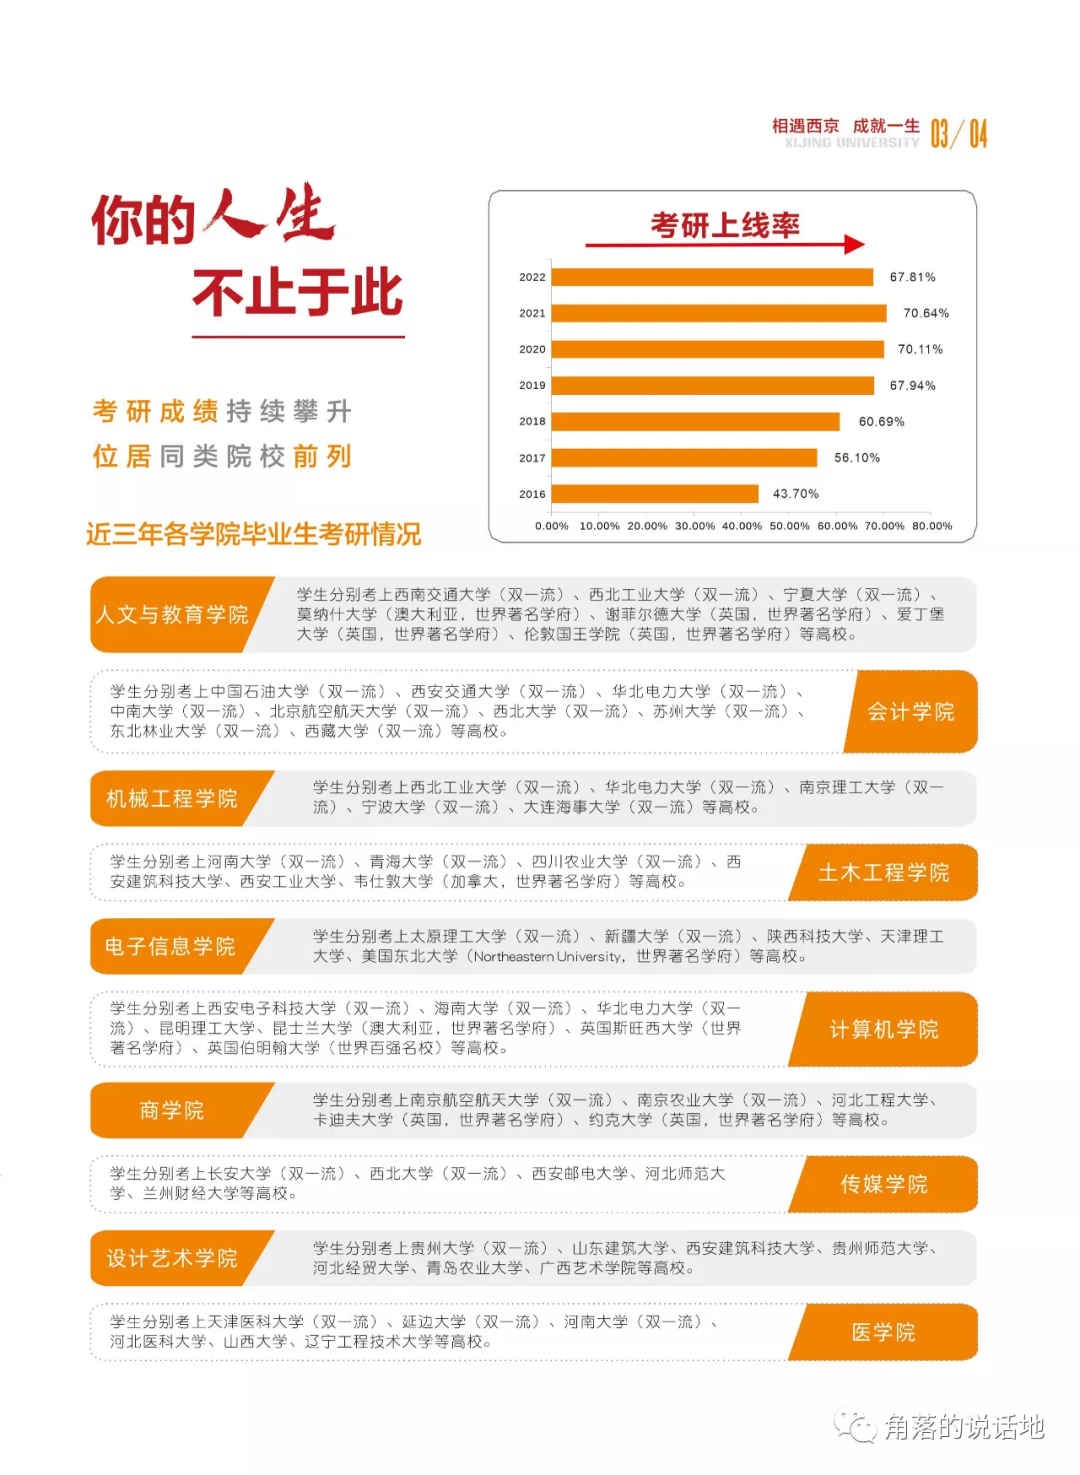 相遇西京 成就一生 03/04
XIJING UNIVERSITY
你的人生
不止于此
考研成绩持续攀升
位居同类院校前列
考研上线率
2022 67.81%
2021 70.64%
2020 70.11%
2019 67.94%
2018 60.69%
2017 56.10%
2016 43.70%
0.00% 10.00% 20.00% 30.00% 40.00% 50.00% 60.00% 70.00% 80.00%
近三年各学院毕业生考研情况
人文与教育学院
学生分别考上西南交通大学（双一流）、西北工业大学（双一流）、宁夏大学（双一流）、
莫纳什大学（澳大利亚，世界著名学府）、谢菲尔德大学（英国，世界著名学府）、爱丁堡
大学（英国，世界著名学府）、伦敦国王学院（英国，世界著名学府）等高校。
学生分别考上中国石油大学（双一流）、西安交通大学（双一流）、华北电力大学（双一流）、
中南大学（双一流）、北京航空航天大学（双一流）、西北大学（双一流）、苏州大学（双一流）、
东北林业大学（双一流）、西藏大学（双一流）等高校。
会计学院
机械工程学院
学生分别考上西北工业大学（双一流）、华北电力大学（双一流）、南京理工大学（双一
流）、宁波大学（双一流）、大连海事大学（双一流）等高校。
学生分别考上河南大学（双一流）、青海大学（双一流）、四川农业大学（双一流）、西
安建筑科技大学、西安工业大学、韦仕敦大学（加拿大，世界著名学府）等高校。
土木工程学院
电子信息学院
学生分别考上太原理工大学（双一流）、新疆大学（双一流）、陕西科技大学、天津理工
大学、美国东北大学（Northeastern University，世界著名学府）等高校。
学生分别考上西安电子科技大学（双一流）、海南大学（双一流）、华北电力大学（双一
流）、昆明理工大学、昆士兰大学（澳大利亚，世界著名学府）、英国斯旺西大学（世界
著名学府）、英国伯明翰大学（世界百强名校）等高校。
计算机学院
商学院
学生分别考上南京航空航天大学（双一流）、南京农业大学（双一流）、河北工程大学、
卡迪夫大学（英国，世界著名学府）、约克大学（英国，世界著名学府）等高校。
学生分别考上长安大学（双一流）、西北大学（双一流）、西安邮电大学、河北师范大
学、兰州财经大学等高校。
传媒学院
设计艺术学院
学生分别考上贵州大学（双一流）、山东建筑大学、西安建筑科技大学、贵州师范大学、
河北经贸大学、青岛农业大学、广西艺术学院等高校。
学生分别考上天津医科大学（双一流）、延边大学（双一流）、河南大学（双一流）、
河北医科大学、山西大学、辽宁工程技术大学等高校。
医学院
角落的说话地